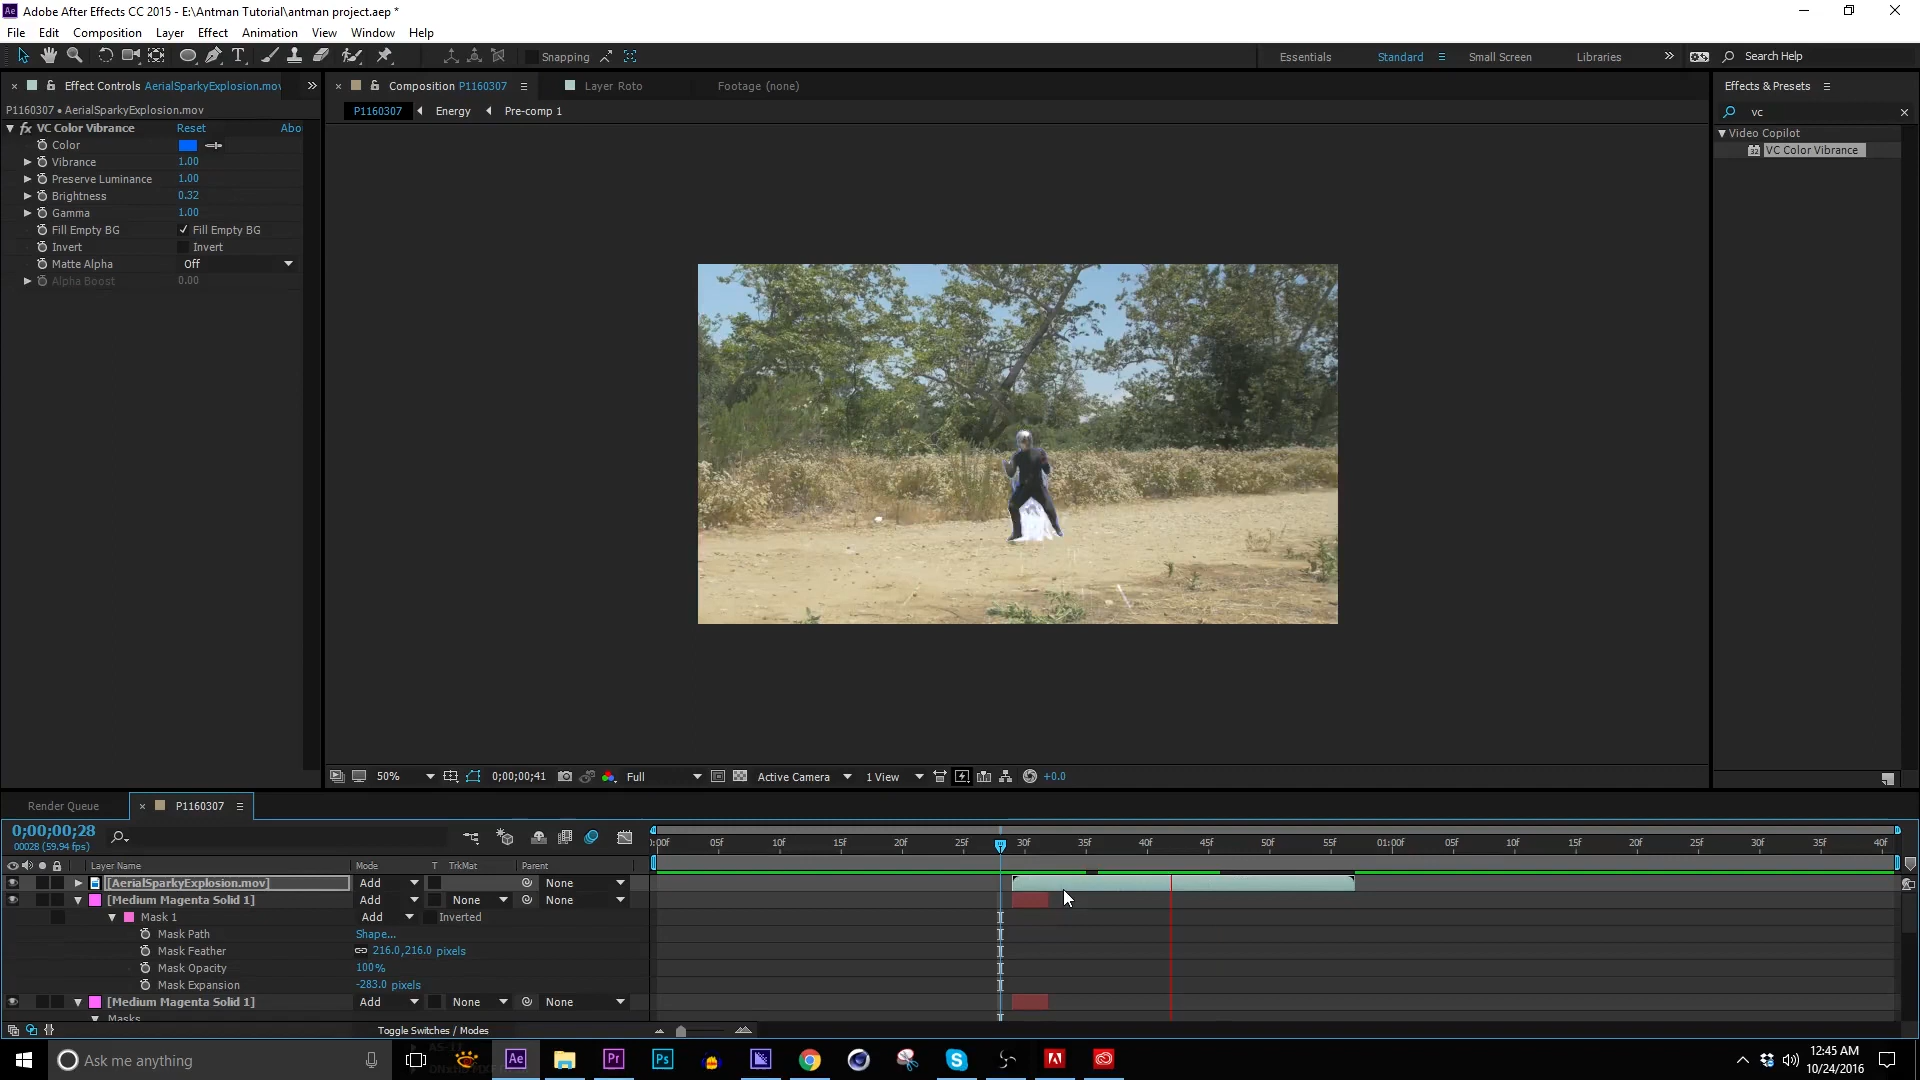 Adobe After Effects CC 2015 - E:\Antman Tutorial\antman project.aep *
File Edit Composition Layer Effect Animation View Window Help
Snapping
Essentials Standard Small Screen Libraries Search Help
Effect Controls AerialSparkyExplosion.mov
Composition P1160307
Layer Roto
Footage (none)
Effects & Presets
P1160307 • AerialSparkyExplosion.mov
P1160307 Energy Pre-comp 1
vc
fx VC Color Vibrance Reset Abo
Color
Vibrance 1.00
Preserve Luminance 1.00
Brightness 0.32
Gamma 1.00
Fill Empty BG Fill Empty BG
Invert Invert
Matte Alpha Off
Alpha Boost 0.00
Video Copilot
32 VC Color Vibrance
50% 0;00;00;41 Full Active Camera 1 View +0.0
Render Queue
P1160307
0;00;00;28
00028 (59.94 fps)
:00f 05f 10f 15f 20f 25f 30f 35f 40f 45f 50f 55f 01:00f 05f 10f 15f 20f 25f 30f 35f 40f
Layer Name Mode T TrkMat Parent
[AerialSparkyExplosion.mov] Add None
[Medium Magenta Solid 1] Add None None
Mask 1 Add Inverted
Mask Path Shape...
Mask Feather 216.0,216.0 pixels
Mask Opacity 100%
Mask Expansion -283.0 pixels
[Medium Magenta Solid 1] Add None None
Masks
Toggle Switches / Modes
Ask me anything
Ae Pr Ps
12:45 AM
10/24/2016